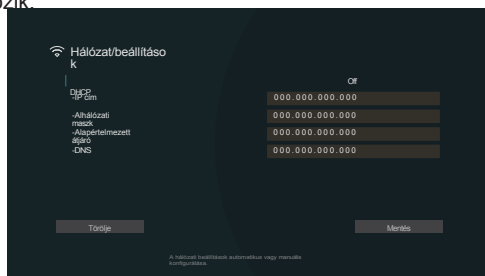 Hálózat/beállításo
k
DHCP
Off
-IP cím
000.000.000.000
-Alhálózati
maszk
000.000.000.000
-Alapértelmezett
átjáró
000.000.000.000
-DNS
000.000.000.000
Törölje
Mentés
A hálózati beállítások automatikus vagy manuális
konfigurálása.